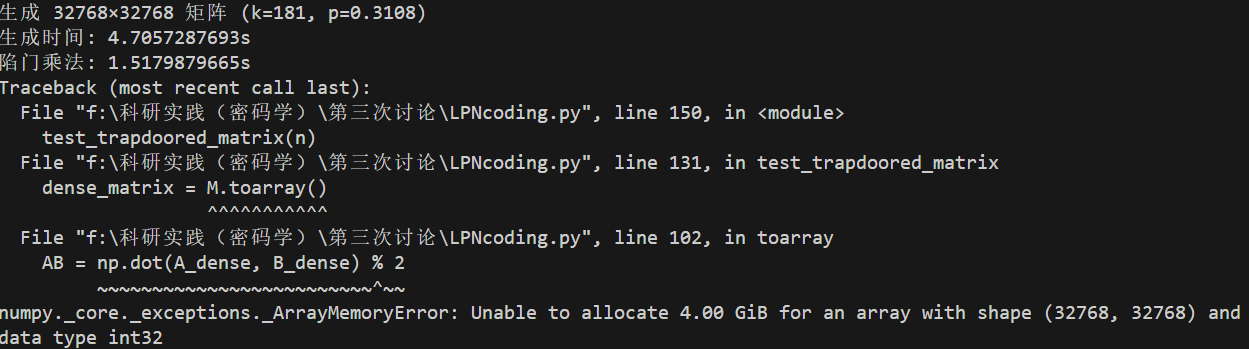 生成 32768×32768 矩阵 (k=181, p=0.3108)
生成时间: 4.7057287693s
陷门乘法: 1.5179879665s
Traceback (most recent call last):
  File "f:\科研实践（密码学）\第三次讨论\LPNcoding.py", line 150, in <module>
    test_trapdoored_matrix(n)
  File "f:\科研实践（密码学）\第三次讨论\LPNcoding.py", line 131, in test_trapdoored_matrix
    dense_matrix = M.toarray()
                   ^^^^^^^^^^^
  File "f:\科研实践（密码学）\第三次讨论\LPNcoding.py", line 102, in toarray
    AB = np.dot(A_dense, B_dense) % 2
         ~~~~~~~~~~~~~~~~~~~~~~~~~^~~
numpy._core._exceptions._ArrayMemoryError: Unable to allocate 4.00 GiB for an array with shape (32768, 32768) and
data type int32